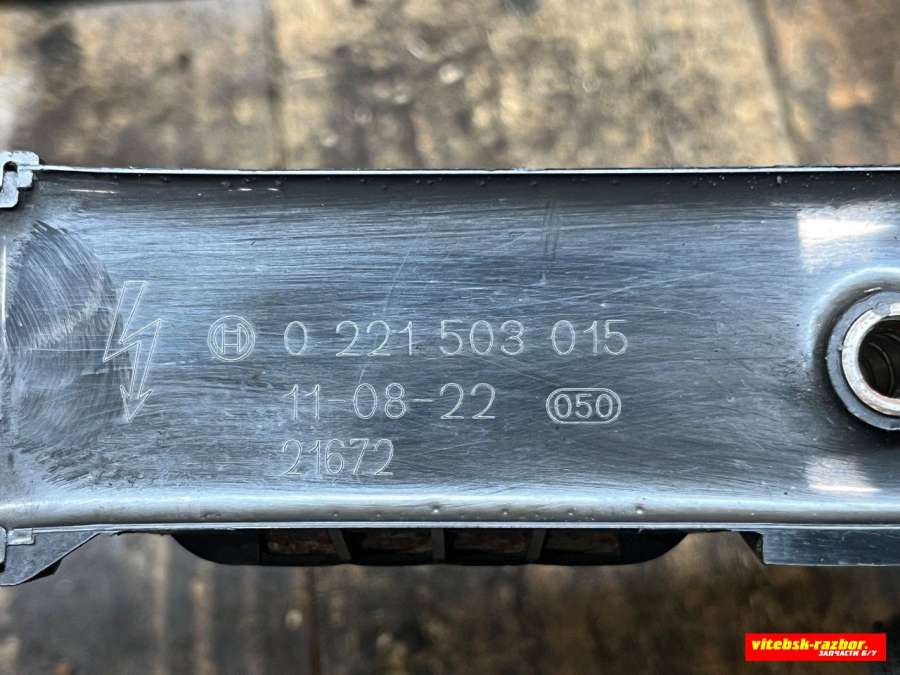 0 221 503 015
11-08-22 050
21672
vitebsk-razbor.
ЗАПЧАСТИ Б/У